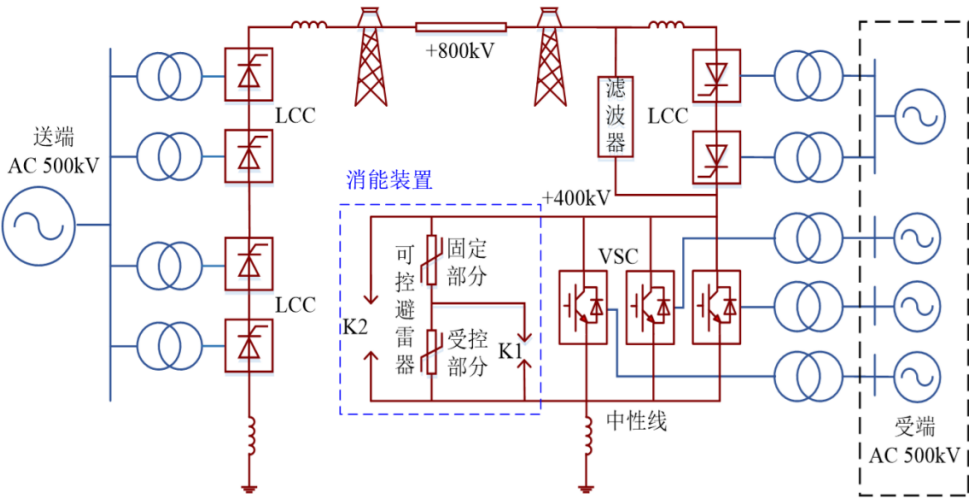 +800kV
LCC
滤波器
LCC
送端
AC 500kV
消能装置
+400kV
可控避雷器
固定
部分
VSC
LCC
K2
受控
部分
K1
中性线
受端
AC 500kV